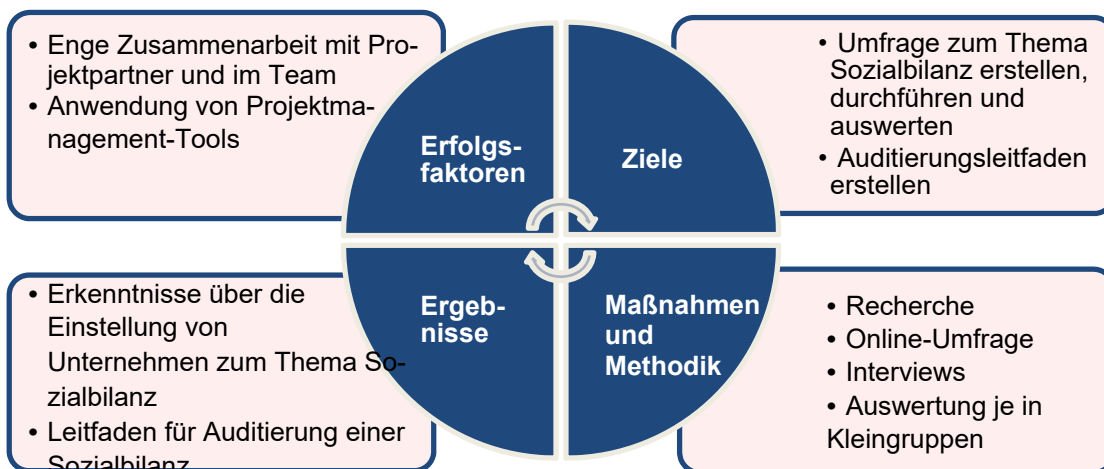 • Enge Zusammenarbeit mit Pro-
jektpartner und im Team
• Anwendung von Projektma-
nagement-Tools
Erfolgs-
faktoren
Ziele
• Umfrage zum Thema
Sozialbilanz erstellen,
durchführen und
auswerten
• Auditierungsleitfaden
erstellen
• Erkenntnisse über die
Einstellung von
Unternehmen zum Thema So-
zialbilanz
• Leitfaden für Auditierung einer
Sozialbilanz
Ergeb-
nisse
Maßnahmen
und
Methodik
• Recherche
• Online-Umfrage
• Interviews
• Auswertung je in
Kleingruppen